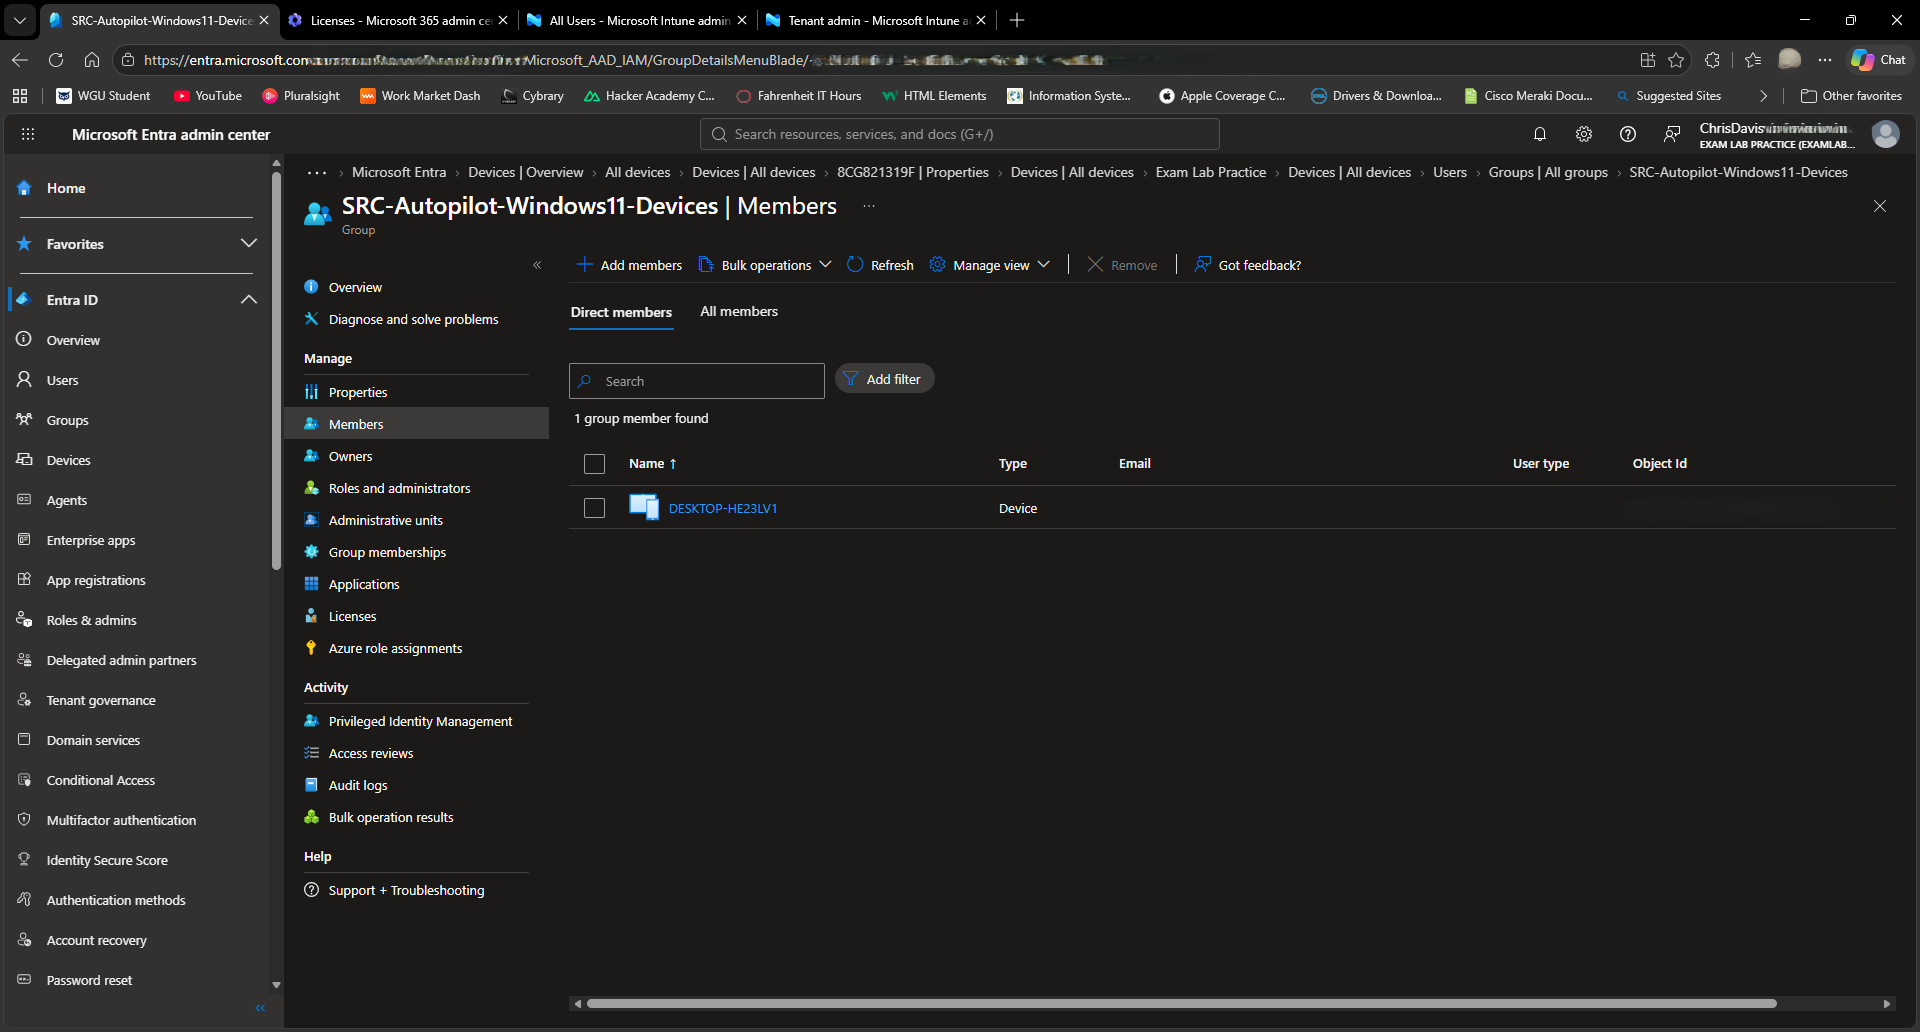 SRC-Autopilot-Windows11-Device
Licenses - Microsoft 365 admin ce
All Users - Microsoft Intune admin
Tenant admin - Microsoft Intune a
https://entra.microsoft.com
Microsoft_AAD_IAM/GroupDetailsMenuBlade/
Chat
WGU Student
YouTube
Pluralsight
Work Market Dash
Cybrary
Hacker Academy C...
Fahrenheit IT Hours
HTML Elements
Information Syste...
Apple Coverage C...
Drivers & Downloa...
Cisco Meraki Docu...
Suggested Sites
Other favorites
Microsoft Entra admin center
Search resources, services, and docs (G+/)
ChrisDavis
EXAM LAB PRACTICE (EXAMLAB...
... > Microsoft Entra > Devices | Overview > All devices > Devices | All devices > 8CG821319F | Properties > Devices | All devices > Exam Lab Practice > Devices | All devices > Users > Groups | All groups > SRC-Autopilot-Windows11-Devices
Home
Favorites
Entra ID
Overview
Users
Groups
Devices
Agents
Enterprise apps
App registrations
Roles & admins
Delegated admin partners
Tenant governance
Domain services
Conditional Access
Multifactor authentication
Identity Secure Score
Authentication methods
Account recovery
Password reset
SRC-Autopilot-Windows11-Devices | Members ...
Group
Overview
Diagnose and solve problems
Manage
Properties
Members
Owners
Roles and administrators
Administrative units
Group memberships
Applications
Licenses
Azure role assignments
Activity
Privileged Identity Management
Access reviews
Audit logs
Bulk operation results
Help
Support + Troubleshooting
Add members
Bulk operations
Refresh
Manage view
Remove
Got feedback?
Direct members
All members
Search
Add filter
1 group member found
Name ↑ Type Email User type Object Id
DESKTOP-HE23LV1 Device